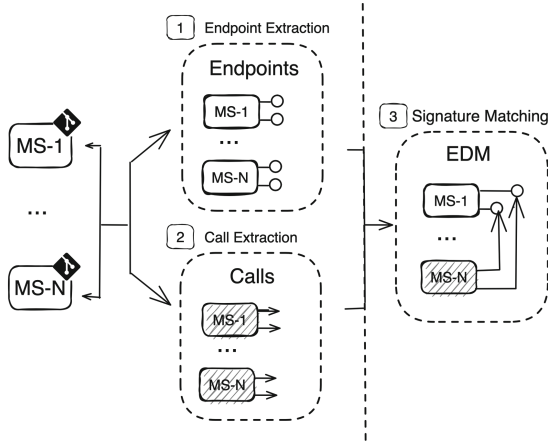 1 Endpoint Extraction
Endpoints
MS-1
...
MS-N
MS-1
...
MS-N
2 Call Extraction
Calls
MS-1
...
MS-N
3 Signature Matching
EDM
MS-1
...
MS-N